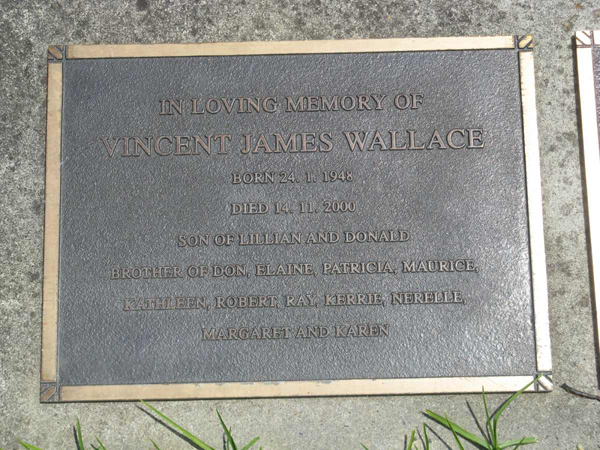 IN LOVING MEMORY OF
VINCENT JAMES WALLACE
BORN 24. 1. 1948
DIED 14. 11. 2000
SON OF LILLIAN AND DONALD
BROTHER OF DON, ELAINE, PATRICIA, MAURICE,
KATHLEEN, ROBERT, RAY, KERRIE, NERELLE,
MARGARET AND KAREN